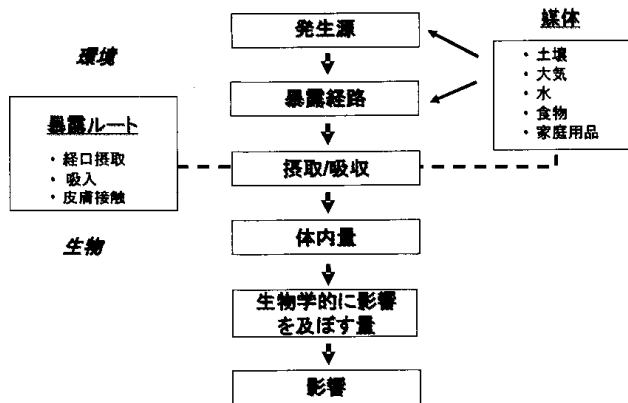 発生源
媒体
環境
・ 土壌
・ 大気
・ 水
・ 食物
・ 家庭用品
暴露経路
暴露ルート
・ 経口摂取
・ 吸入
・ 皮膚接触
摂取/吸収
生物
体内量
生物学的に影響
を及ぼす量
影響